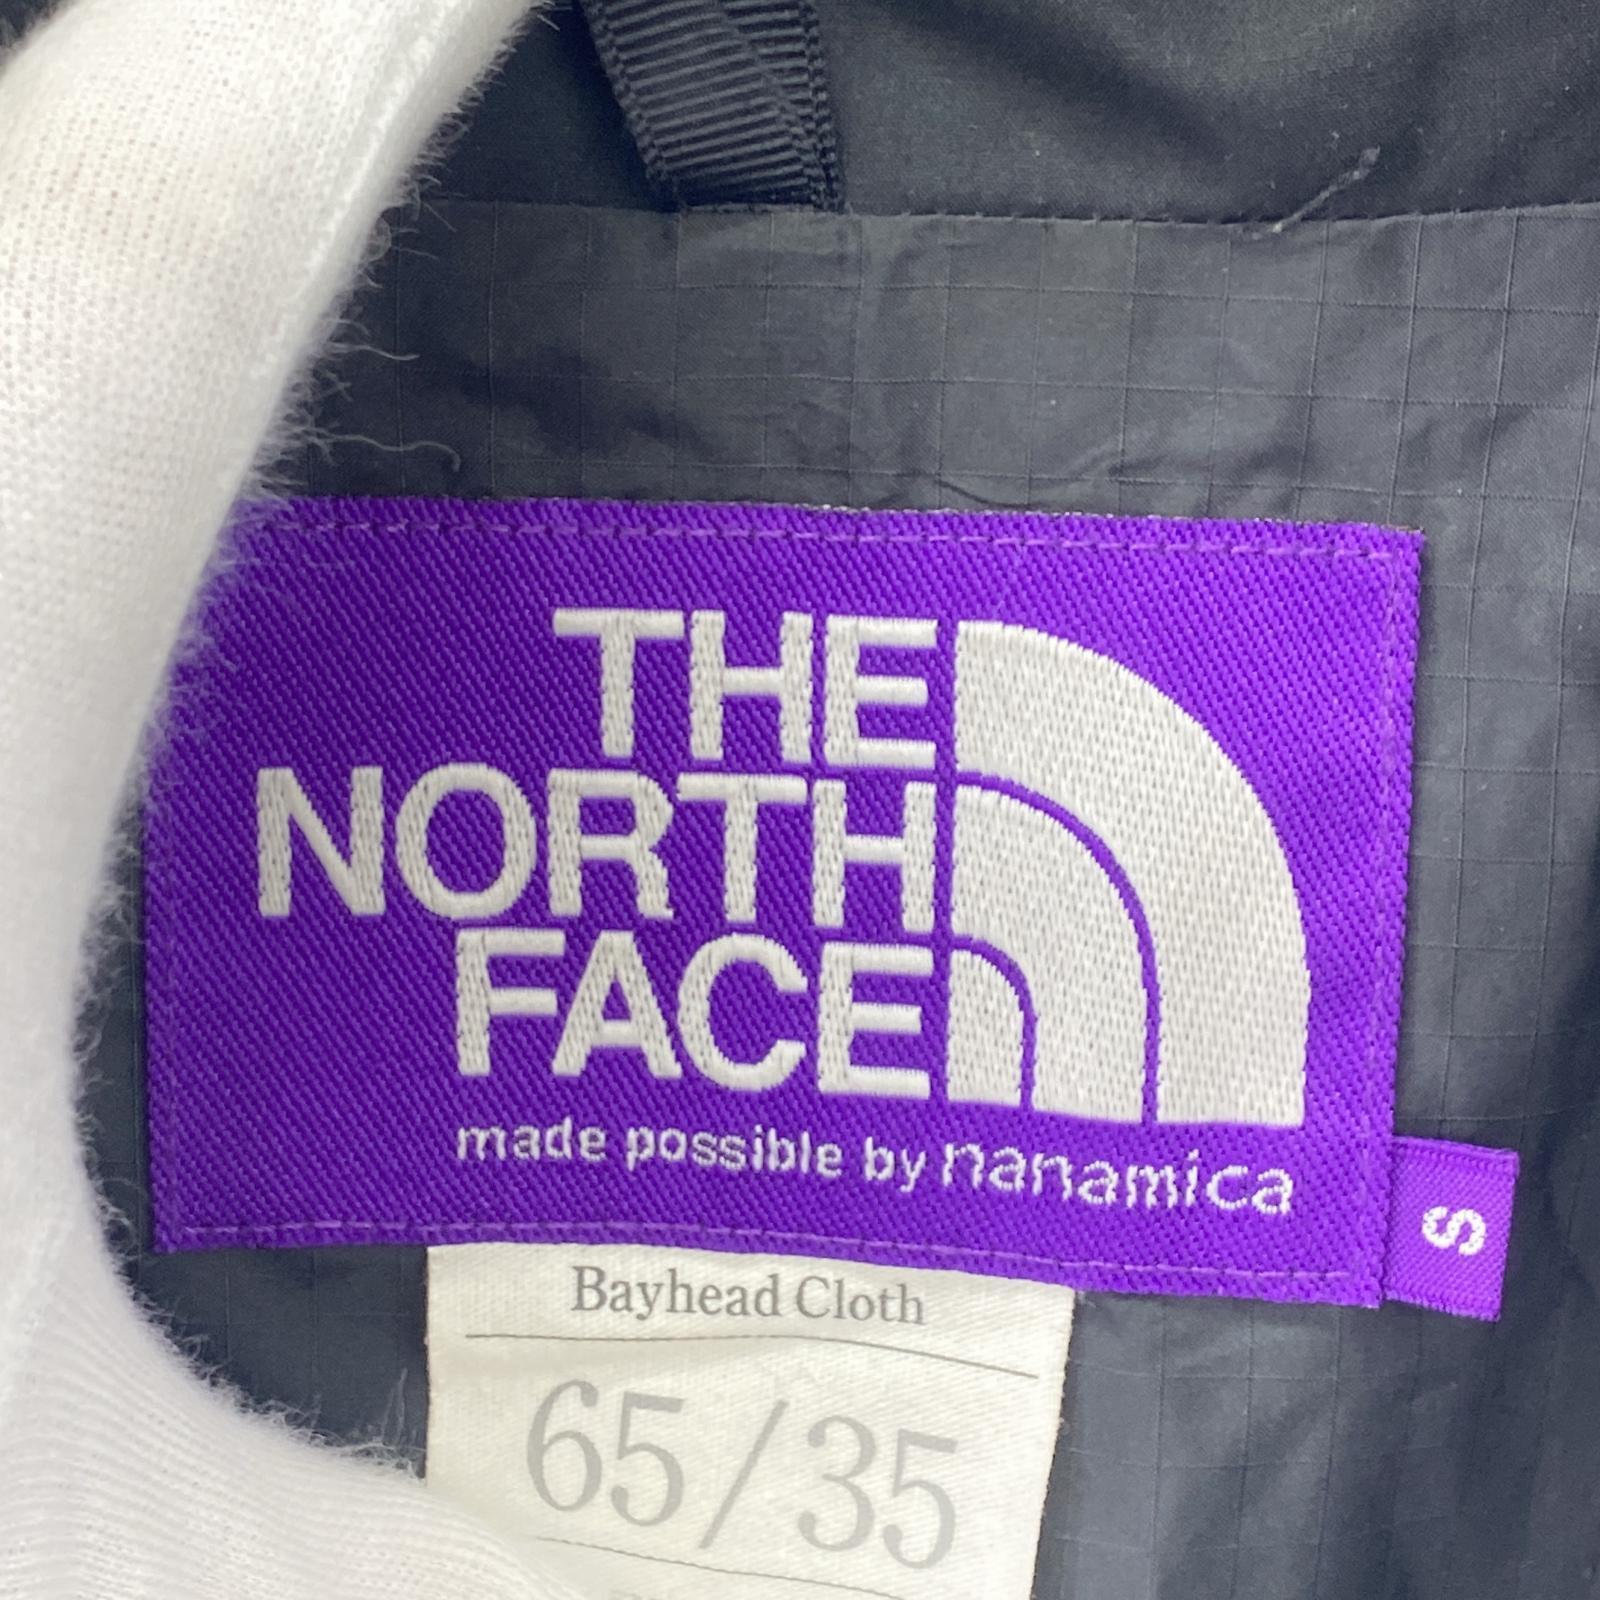 THE
NORTH
FACE
made possible by nanamica
S
Bayhead Cloth
65/35